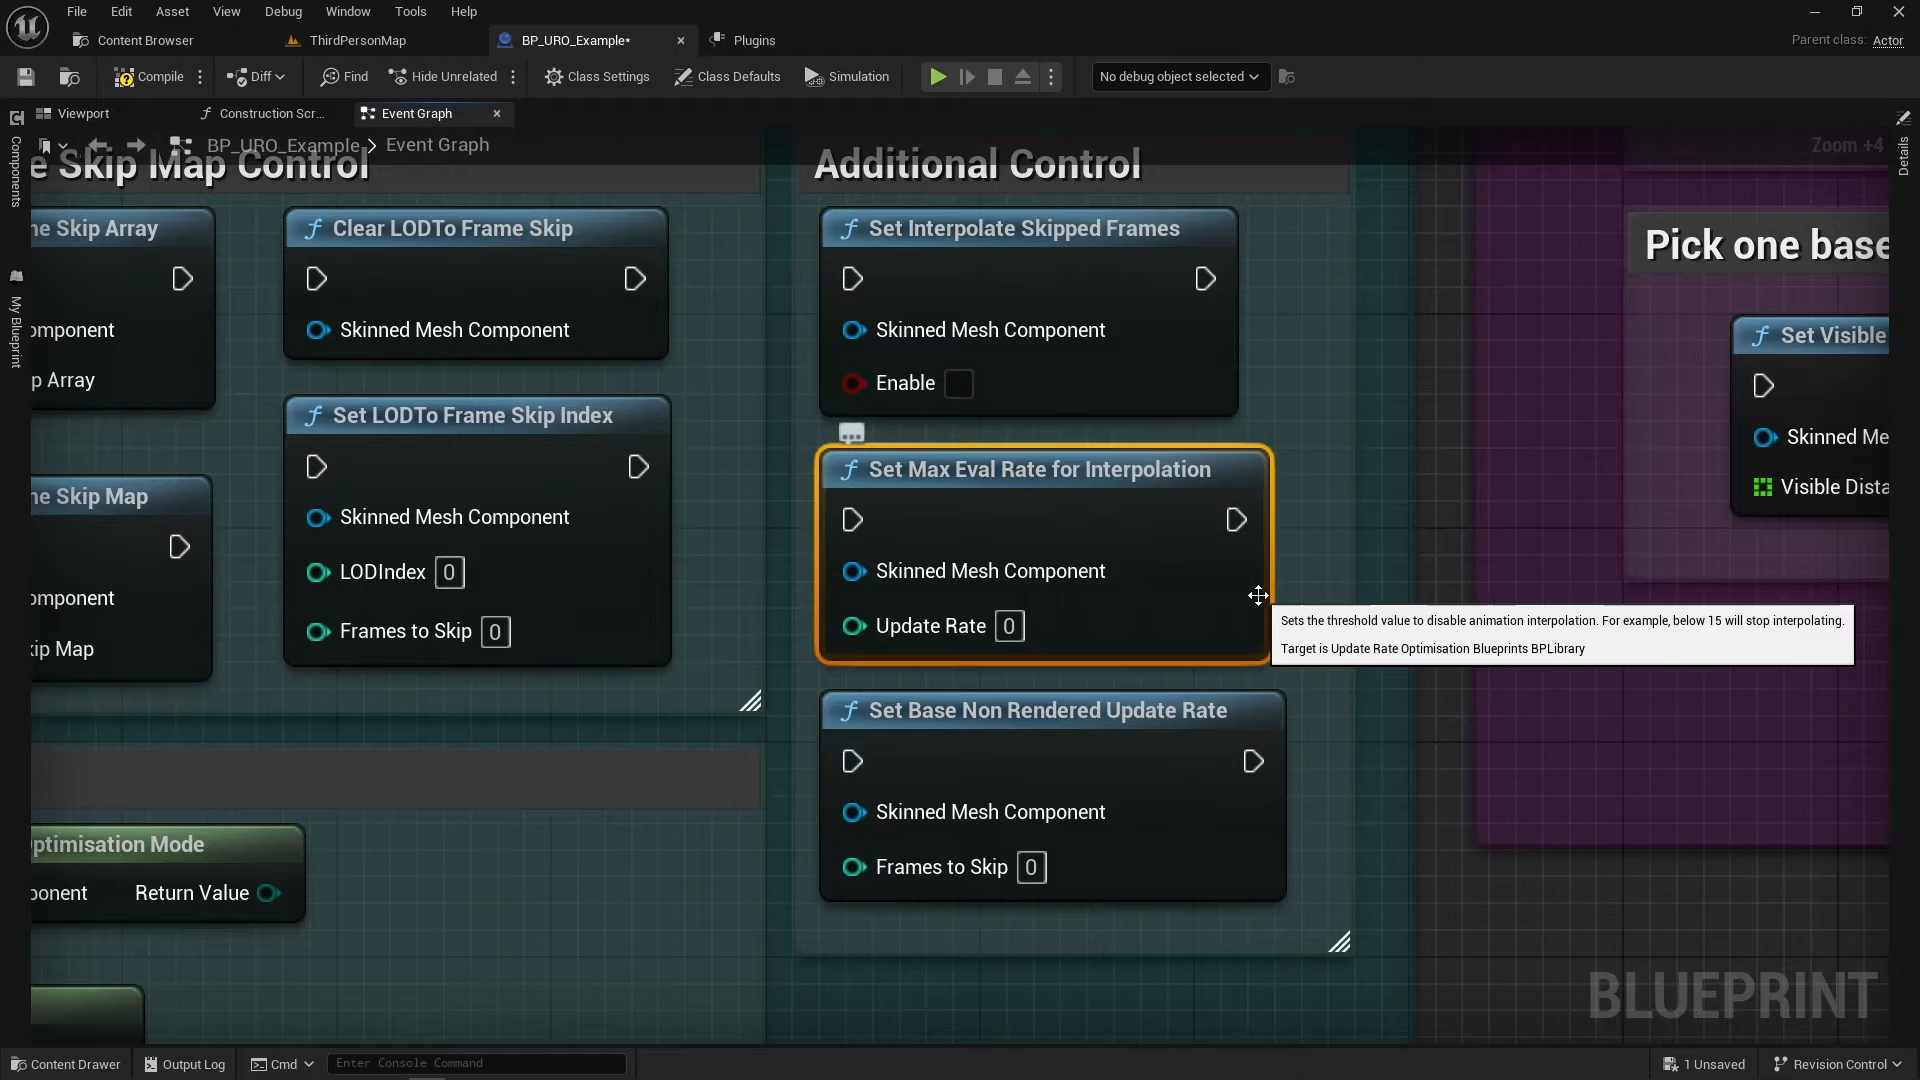 File Edit Asset View Debug Window Tools Help
Content Browser ThirdPersonMap BP_URO_Example* Plugins Parent class: Actor
Compile Diff Find Hide Unrelated Class Settings Class Defaults Simulation No debug object selected
Viewport Construction Scr... Event Graph
BP_URO_Example > Event Graph Zoom +4
Components
My Blueprint
Details
e Skip Map Control
ne Skip Array
omponent
p Array
ne Skip Map
omponent
kip Map
Clear LODTo Frame Skip
Skinned Mesh Component
Set LODTo Frame Skip Index
Skinned Mesh Component
LODIndex 0
Frames to Skip 0
ptimisation Mode
ponent Return Value
Additional Control
Set Interpolate Skipped Frames
Skinned Mesh Component
Enable
Set Max Eval Rate for Interpolation
Skinned Mesh Component
Update Rate 0
Sets the threshold value to disable animation interpolation. For example, below 15 will stop interpolating.
Target is Update Rate Optimisation Blueprints BPLibrary
Set Base Non Rendered Update Rate
Skinned Mesh Component
Frames to Skip 0
Pick one base
Set Visible
Skinned Me
Visible Dista
BLUEPRINT
Content Drawer Output Log Cmd Enter Console Command 1 Unsaved Revision Control